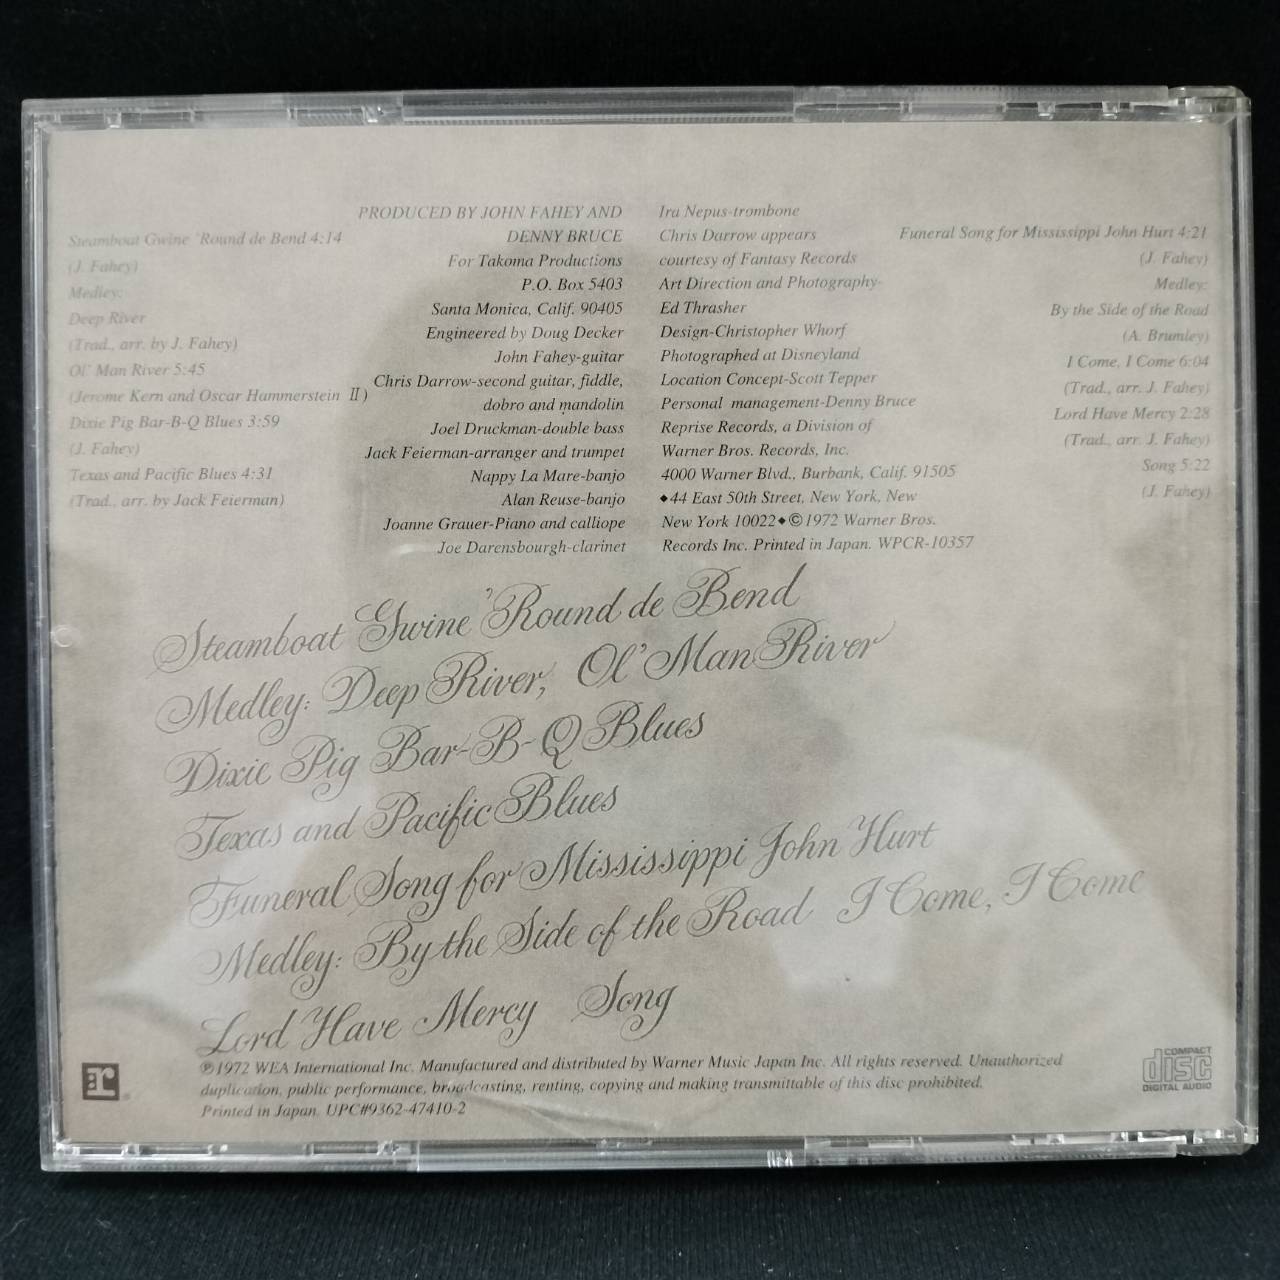 Steamboat Gwine 'Round de Bend 4:14
(J. Fahey)
Medley:
Deep River
(Trad., arr. by J. Fahey)
Ol' Man River 5:45
(Jerome Kern and Oscar Hammerstein II)
Dixie Pig Bar-B-Q Blues 3:59
(J. Fahey)
Texas and Pacific Blues 4:31
(Trad., arr. by Jack Feierman)
PRODUCED BY JOHN FAHEY AND
DENNY BRUCE
For Takoma Productions
P.O. Box 5403
Santa Monica, Calif. 90405
Engineered by Doug Decker
John Fahey-guitar
Chris Darrow-second guitar, fiddle,
dobro and mandolin
Joel Druckman-double bass
Jack Feierman-arranger and trumpet
Nappy La Mare-banjo
Alan Reuse-banjo
Joanne Grauer-Piano and calliope
Joe Darensbourgh-clarinet
Ira Nepus-trombone
Chris Darrow appears
courtesy of Fantasy Records
Art Direction and Photography-
Ed Thrasher
Design-Christopher Whorf
Photographed at Disneyland
Location Concept-Scott Tepper
Personal management-Denny Bruce
Reprise Records, a Division of
Warner Bros. Records, Inc.
4000 Warner Blvd., Burbank, Calif. 91505
◆44 East 50th Street, New York, New
New York 10022◆©1972 Warner Bros.
Records Inc. Printed in Japan. WPCR-10357
Funeral Song for Mississippi John Hurt 4:21
(J. Fahey)
Medley:
By the Side of the Road
(A. Brumley)
I Come, I Come 6:04
(Trad., arr. J. Fahey)
Lord Have Mercy 2:28
(Trad., arr. J. Fahey)
Song 5:22
(J. Fahey)
Steamboat Gwine 'Round de Bend
Medley: Deep River, Ol' Man River
Dixie Pig Bar-B-Q Blues
Texas and Pacific Blues
Funeral Song for Mississippi John Hurt
Medley: By the Side of the Road I Come, I Come
Lord Have Mercy Song
℗1972 WEA International Inc. Manufactured and distributed by Warner Music Japan Inc. All rights reserved. Unauthorized
duplication, public performance, broadcasting, renting, copying and making transmittable of this disc prohibited.
Printed in Japan. UPC#9362-47410-2
r
®
COMPACT
disc
DIGITAL AUDIO